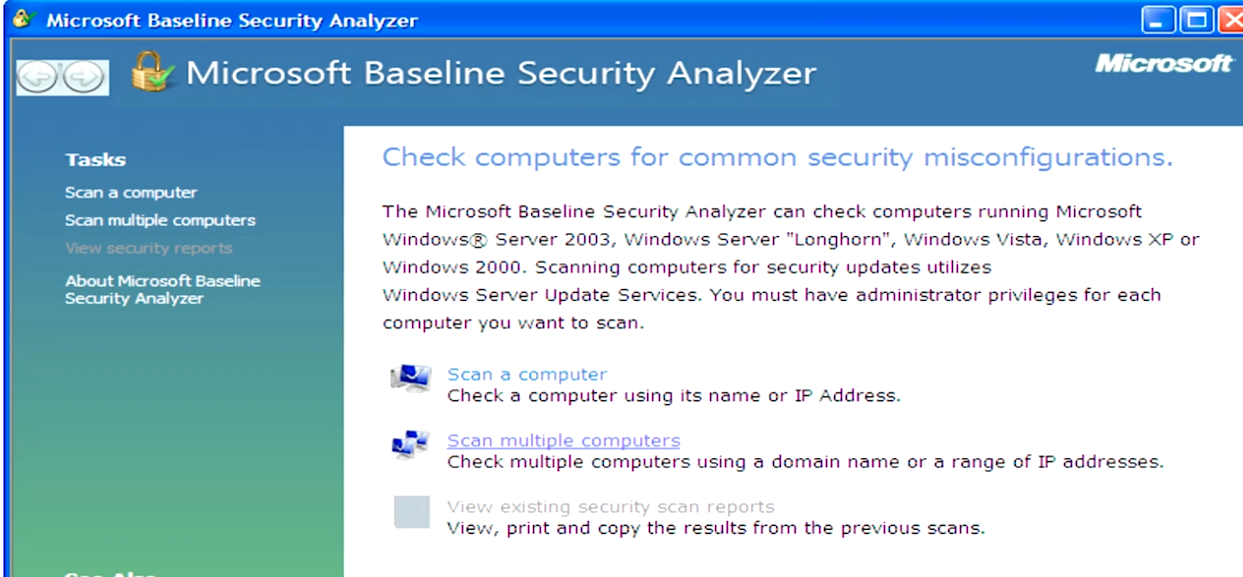 Microsoft Baseline Security Analyzer
Microsoft Baseline Security Analyzer
Microsoft
Tasks
Scan a computer
Scan multiple computers
View security reports
About Microsoft Baseline
Security Analyzer
Check computers for common security misconfigurations.
The Microsoft Baseline Security Analyzer can check computers running Microsoft
Windows® Server 2003, Windows Server "Longhorn", Windows Vista, Windows XP or
Windows 2000. Scanning computers for security updates utilizes
Windows Server Update Services. You must have administrator privileges for each
computer you want to scan.
Scan a computer
Check a computer using its name or IP Address.
Scan multiple computers
Check multiple computers using a domain name or a range of IP addresses.
View existing security scan reports
View, print and copy the results from the previous scans.
See Also